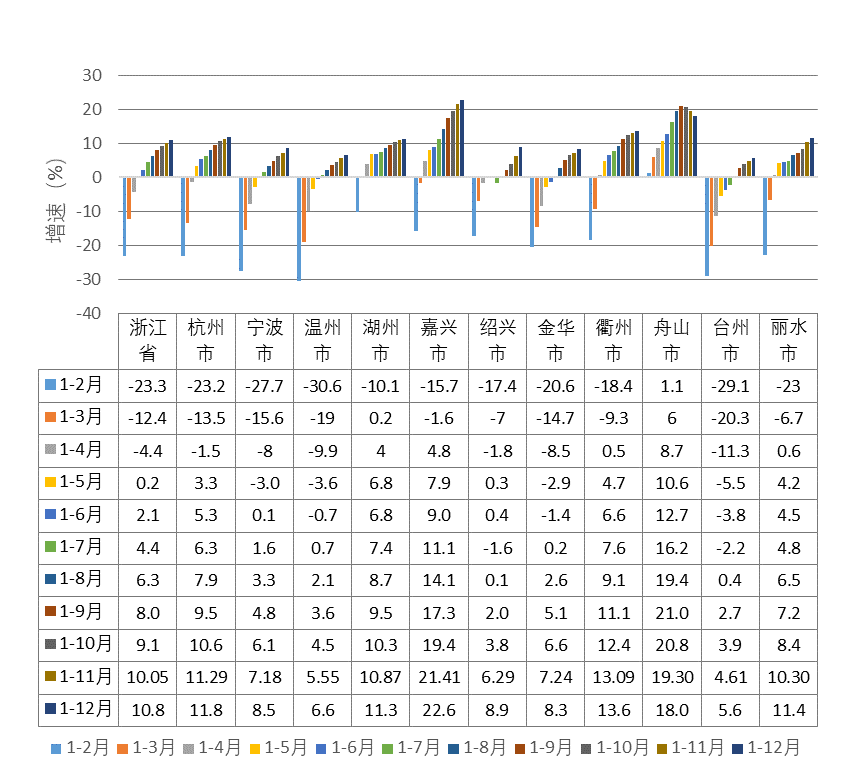 30
20
10
0
-10
-20
-30
-40
增速（%）
浙江省 杭州市 宁波市 温州市 湖州市 嘉兴市 绍兴市 金华市 衢州市 舟山市 台州市 丽水市
1-2月 -23.3 -23.2 -27.7 -30.6 -10.1 -15.7 -17.4 -20.6 -18.4 1.1 -29.1 -23
1-3月 -12.4 -13.5 -15.6 -19 0.2 -1.6 -7 -14.7 -9.3 6 -20.3 -6.7
1-4月 -4.4 -1.5 -8 -9.9 4 4.8 -1.8 -8.5 0.5 8.7 -11.3 0.6
1-5月 0.2 3.3 -3.0 -3.6 6.8 7.9 0.3 -2.9 4.7 10.6 -5.5 4.2
1-6月 2.1 5.3 0.1 -0.7 6.8 9.0 0.4 -1.4 6.6 12.7 -3.8 4.5
1-7月 4.4 6.3 1.6 0.7 7.4 11.1 -1.6 0.2 7.6 16.2 -2.2 4.8
1-8月 6.3 7.9 3.3 2.1 8.7 14.1 0.1 2.6 9.1 19.4 0.4 6.5
1-9月 8.0 9.5 4.8 3.6 9.5 17.3 2.0 5.1 11.1 21.0 2.7 7.2
1-10月 9.1 10.6 6.1 4.5 10.3 19.4 3.8 6.6 12.4 20.8 3.9 8.4
1-11月 10.05 11.29 7.18 5.55 10.87 21.41 6.29 7.24 13.09 19.30 4.61 10.30
1-12月 10.8 11.8 8.5 6.6 11.3 22.6 8.9 8.3 13.6 18.0 5.6 11.4
1-2月 1-3月 1-4月 1-5月 1-6月 1-7月 1-8月 1-9月 1-10月 1-11月 1-12月